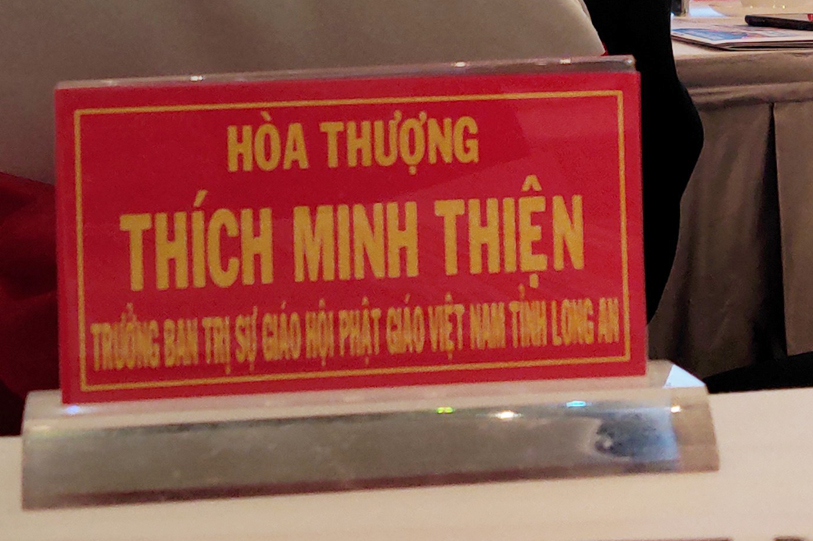 HÒA THƯỢNG
THÍCH MINH THIỆN
TRƯỞNG BAN TRỊ SỰ GIÁO HỘI PHẬT GIÁO VIỆT NAM TỈNH LONG AN